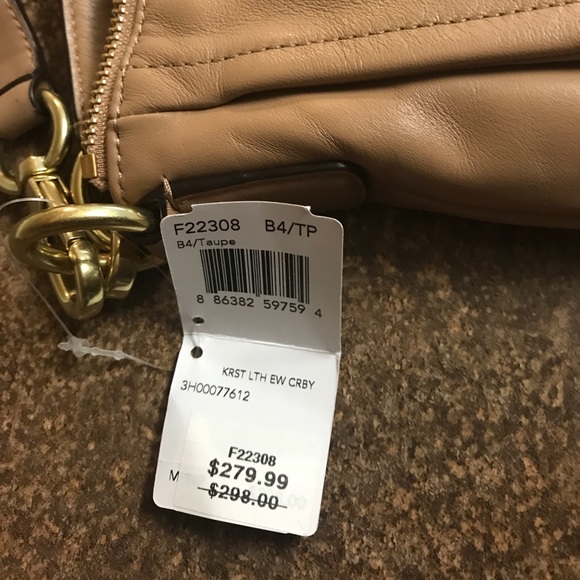 F22308 B4/TP
B4/Taupe
8 86382 59759 4
KRST LTH EW CRBY
3H00077612
F22308
$279.99
$298.00